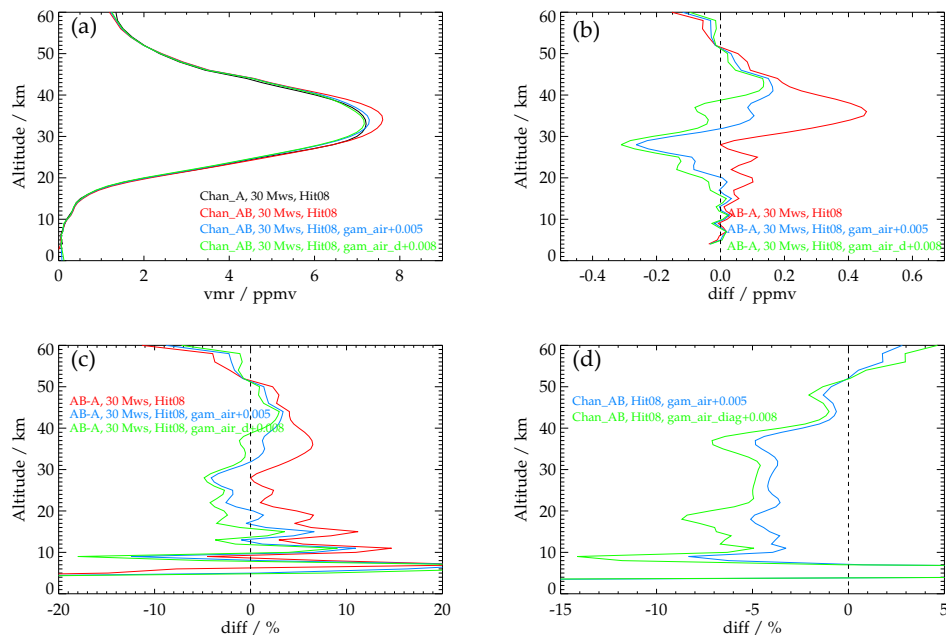 (a)
60
50
40
30
20
10
0
Altitude / km
Chan_A, 30 Mws, Hit08
Chan_AB, 30 Mws, Hit08
Chan_AB, 30 Mws, Hit08, gam_air+0.005
Chan_AB, 30 Mws, Hit08, gam_air_d+0.008
0 2 4 6 8
vmr / ppmv
(b)
60
50
40
30
20
10
0
Altitude / km
AB-A, 30 Mws, Hit08
AB-A, 30 Mws, Hit08, gam_air+0.005
AB-A, 30 Mws, Hit08, gam_air_d+0.008
-0.4 -0.2 0.0 0.2 0.4 0.6
diff / ppmv
(c)
60
50
40
30
20
10
0
Altitude / km
AB-A, 30 Mws, Hit08
AB-A, 30 Mws, Hit08, gam_air+0.005
AB-A, 30 Mws, Hit08, gam_air_d+0.008
-20 -10 0 10 20
diff / %
(d)
60
50
40
30
20
10
0
Altitude / km
Chan_AB, Hit08, gam_air+0.005
Chan_AB, Hit08, gam_air_diag+0.008
-15 -10 -5 0 5
diff / %